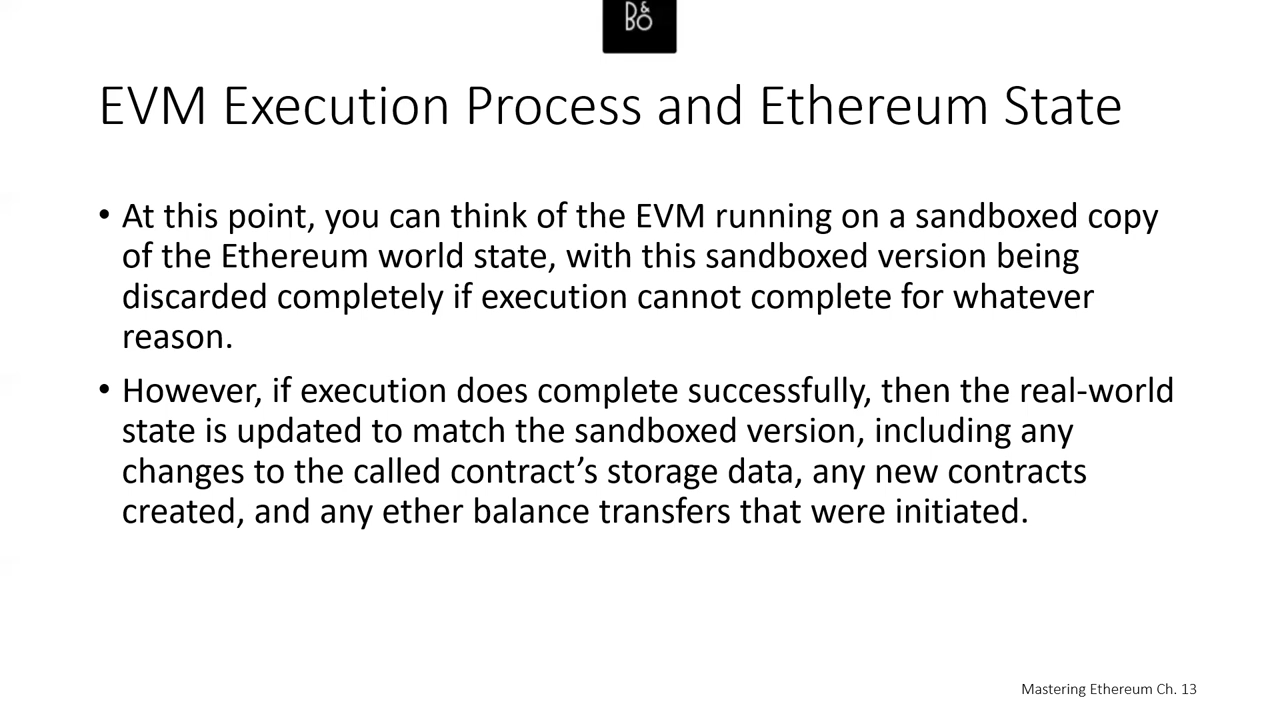 D&
BO
EVM Execution Process and Ethereum State
• At this point, you can think of the EVM running on a sandboxed copy
of the Ethereum world state, with this sandboxed version being
discarded completely if execution cannot complete for whatever
reason.
• However, if execution does complete successfully, then the real-world
state is updated to match the sandboxed version, including any
changes to the called contract’s storage data, any new contracts
created, and any ether balance transfers that were initiated.
Mastering Ethereum Ch. 13